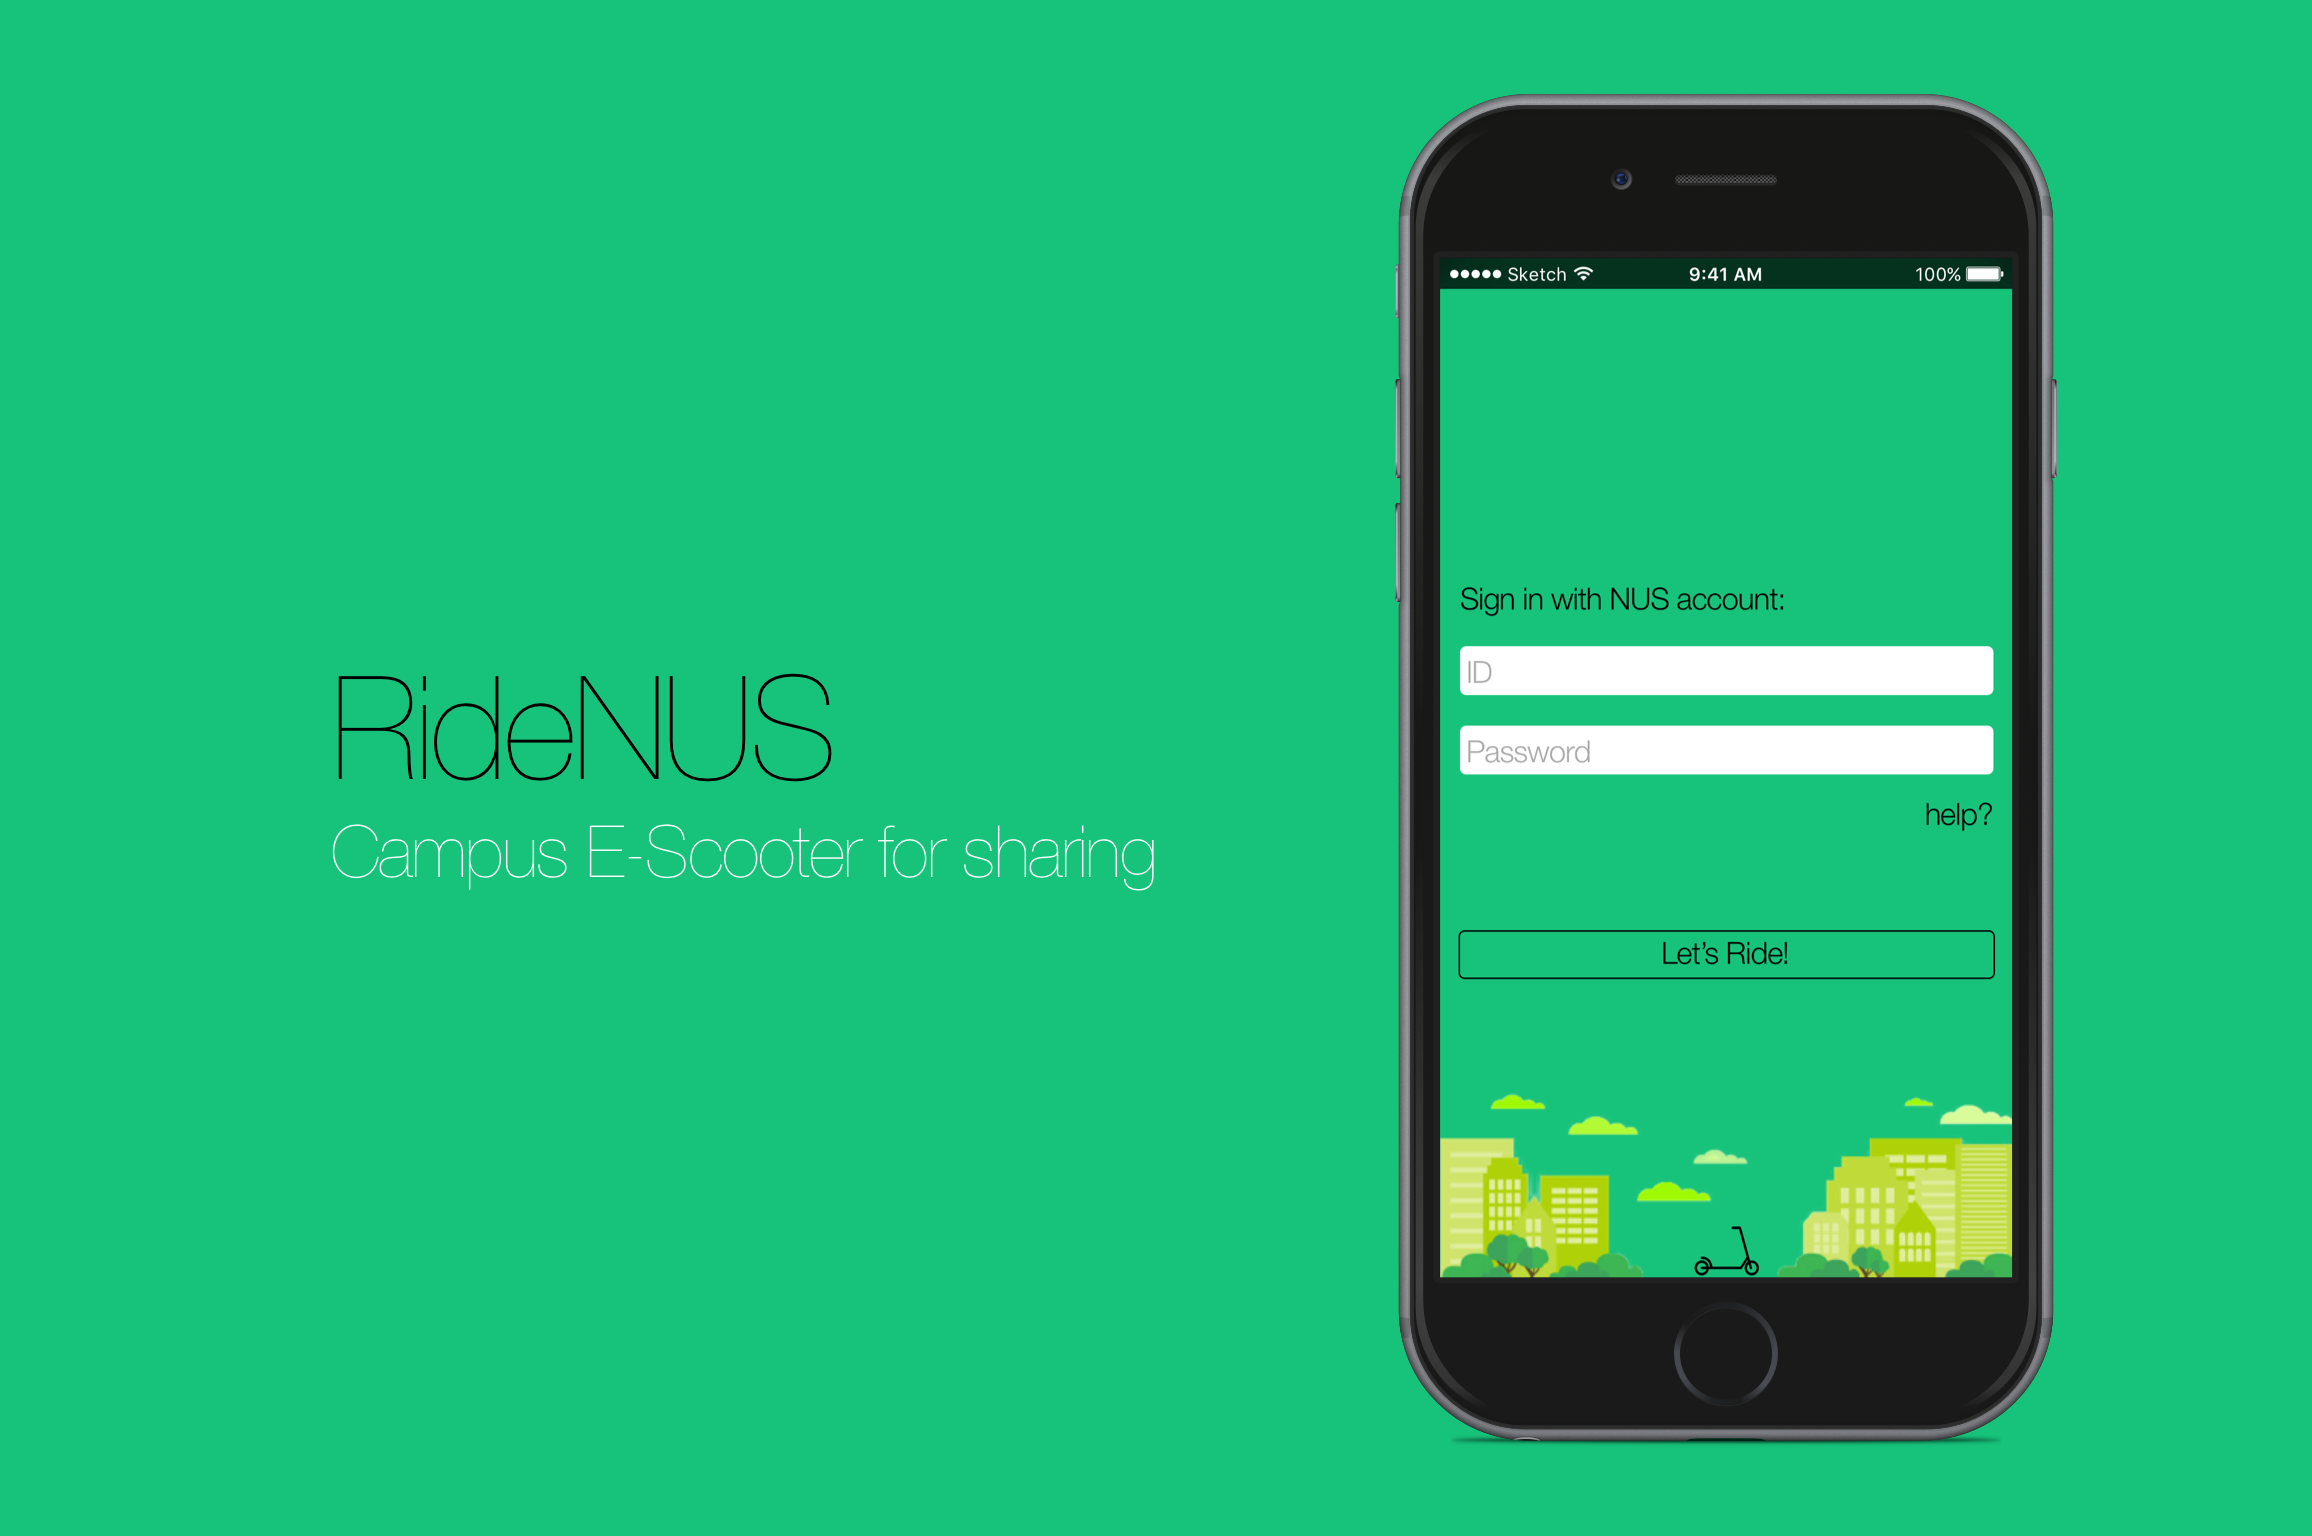 RideNUS
Campus E-Scooter for sharing
Sketch 9:41 AM 100%
Sign in with NUS account:
ID
Password
help?
Let's Ride!